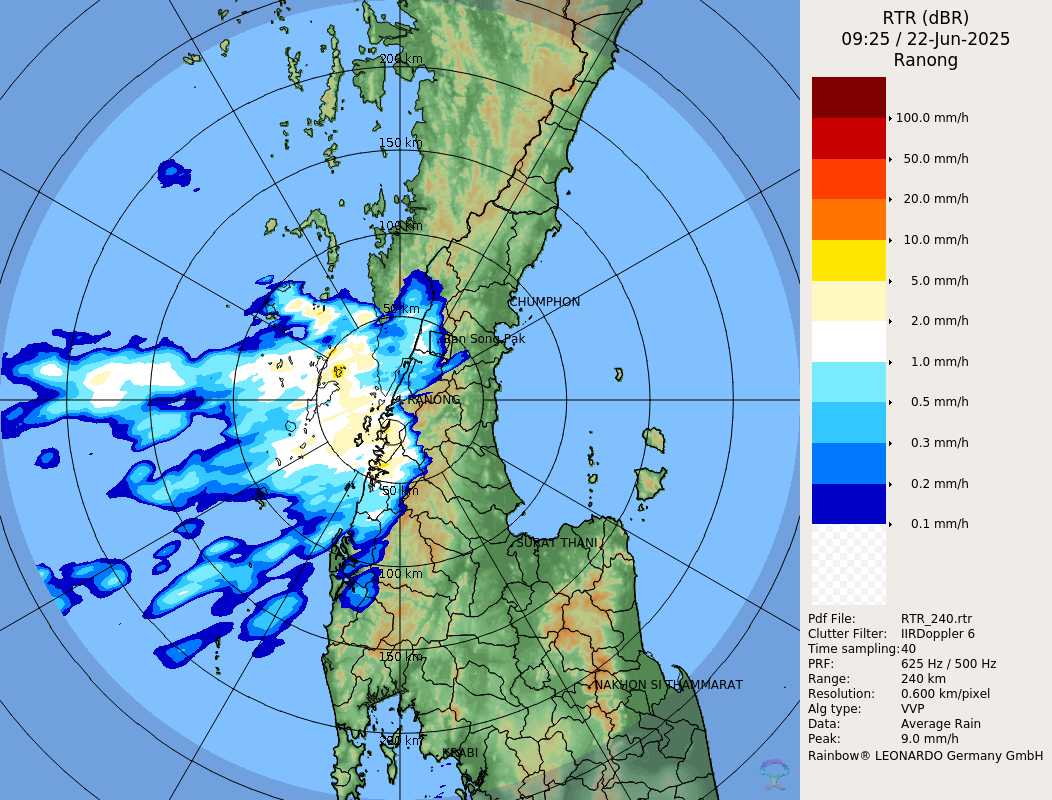 RTR (dBR)
09:25 / 22-Jun-2025
Ranong
100.0 mm/h
50.0 mm/h
20.0 mm/h
10.0 mm/h
5.0 mm/h
2.0 mm/h
1.0 mm/h
0.5 mm/h
0.3 mm/h
0.2 mm/h
0.1 mm/h
Pdf File: RTR_240.rtr
Clutter Filter: IIRDoppler 6
Time sampling: 40
PRF: 625 Hz / 500 Hz
Range: 240 km
Resolution: 0.600 km/pixel
Alg type: VVP
Data: Average Rain
Peak: 9.0 mm/h
Rainbow® LEONARDO Germany GmbH
200 km
150 km
100 km
50 km
CHUMPHON
Ban Song Pak
RANONG
50 km
SURAT THANI
100 km
150 km
NAKHON SI THAMMARAT
200 km
KRABI